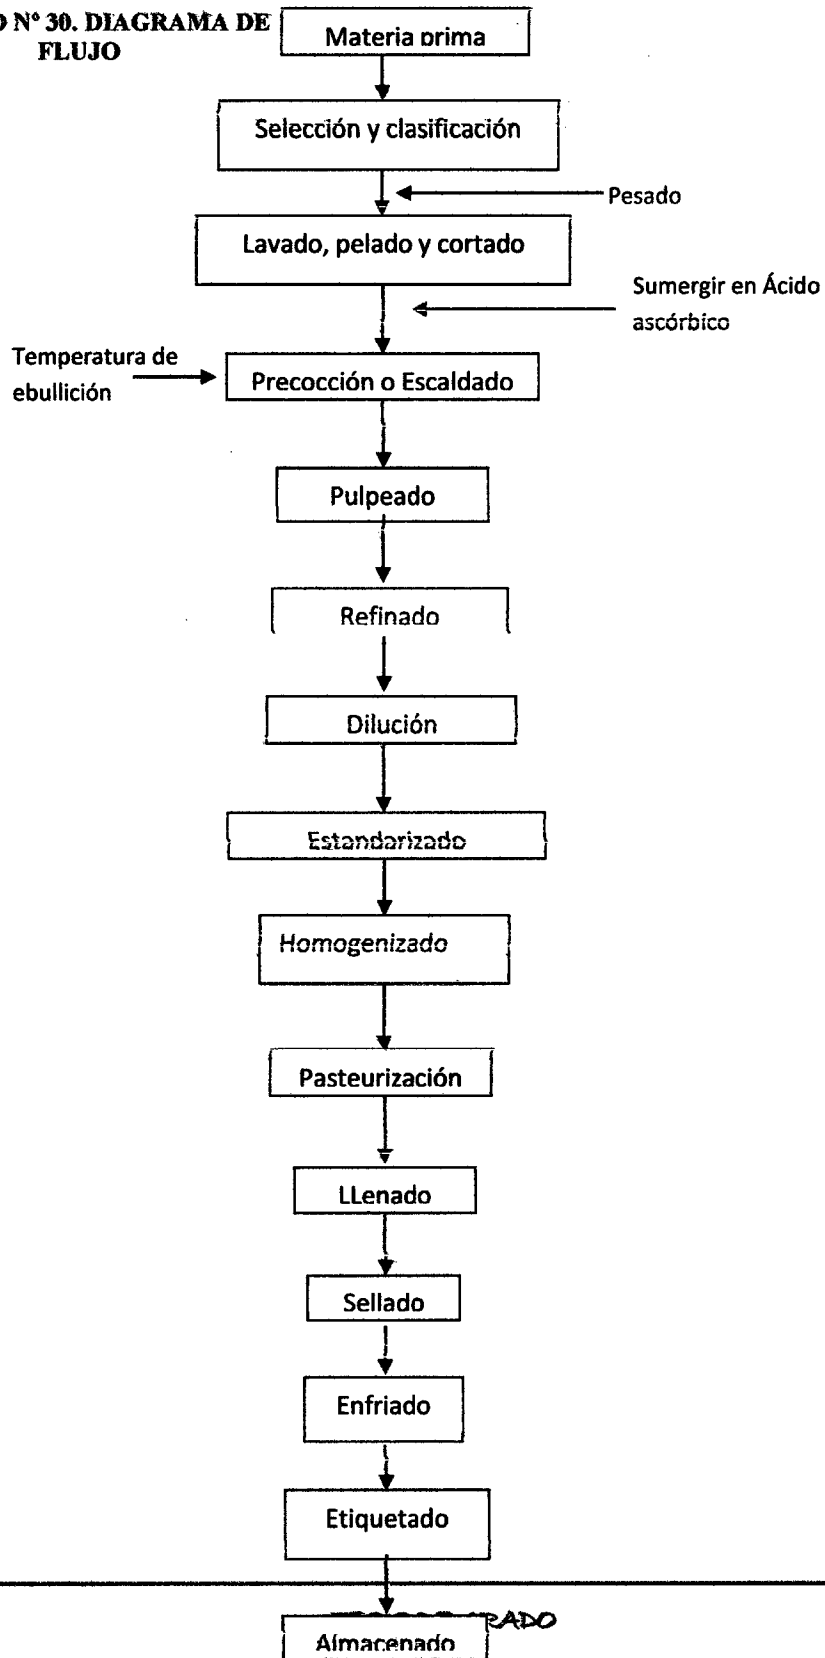 O Nº 30. DIAGRAMA DE
FLUJO
Materia prima
Selección y clasificación
Pesado
Lavado, pelado y cortado
Sumergir en Ácido
ascórbico
Temperatura de
ebullición
Precocción o Escaldado
Pulpeado
Refinado
Dilución
Estandarizado
Homogenizado
Pasteurización
LLenado
Sellado
Enfriado
Etiquetado
Almacenado